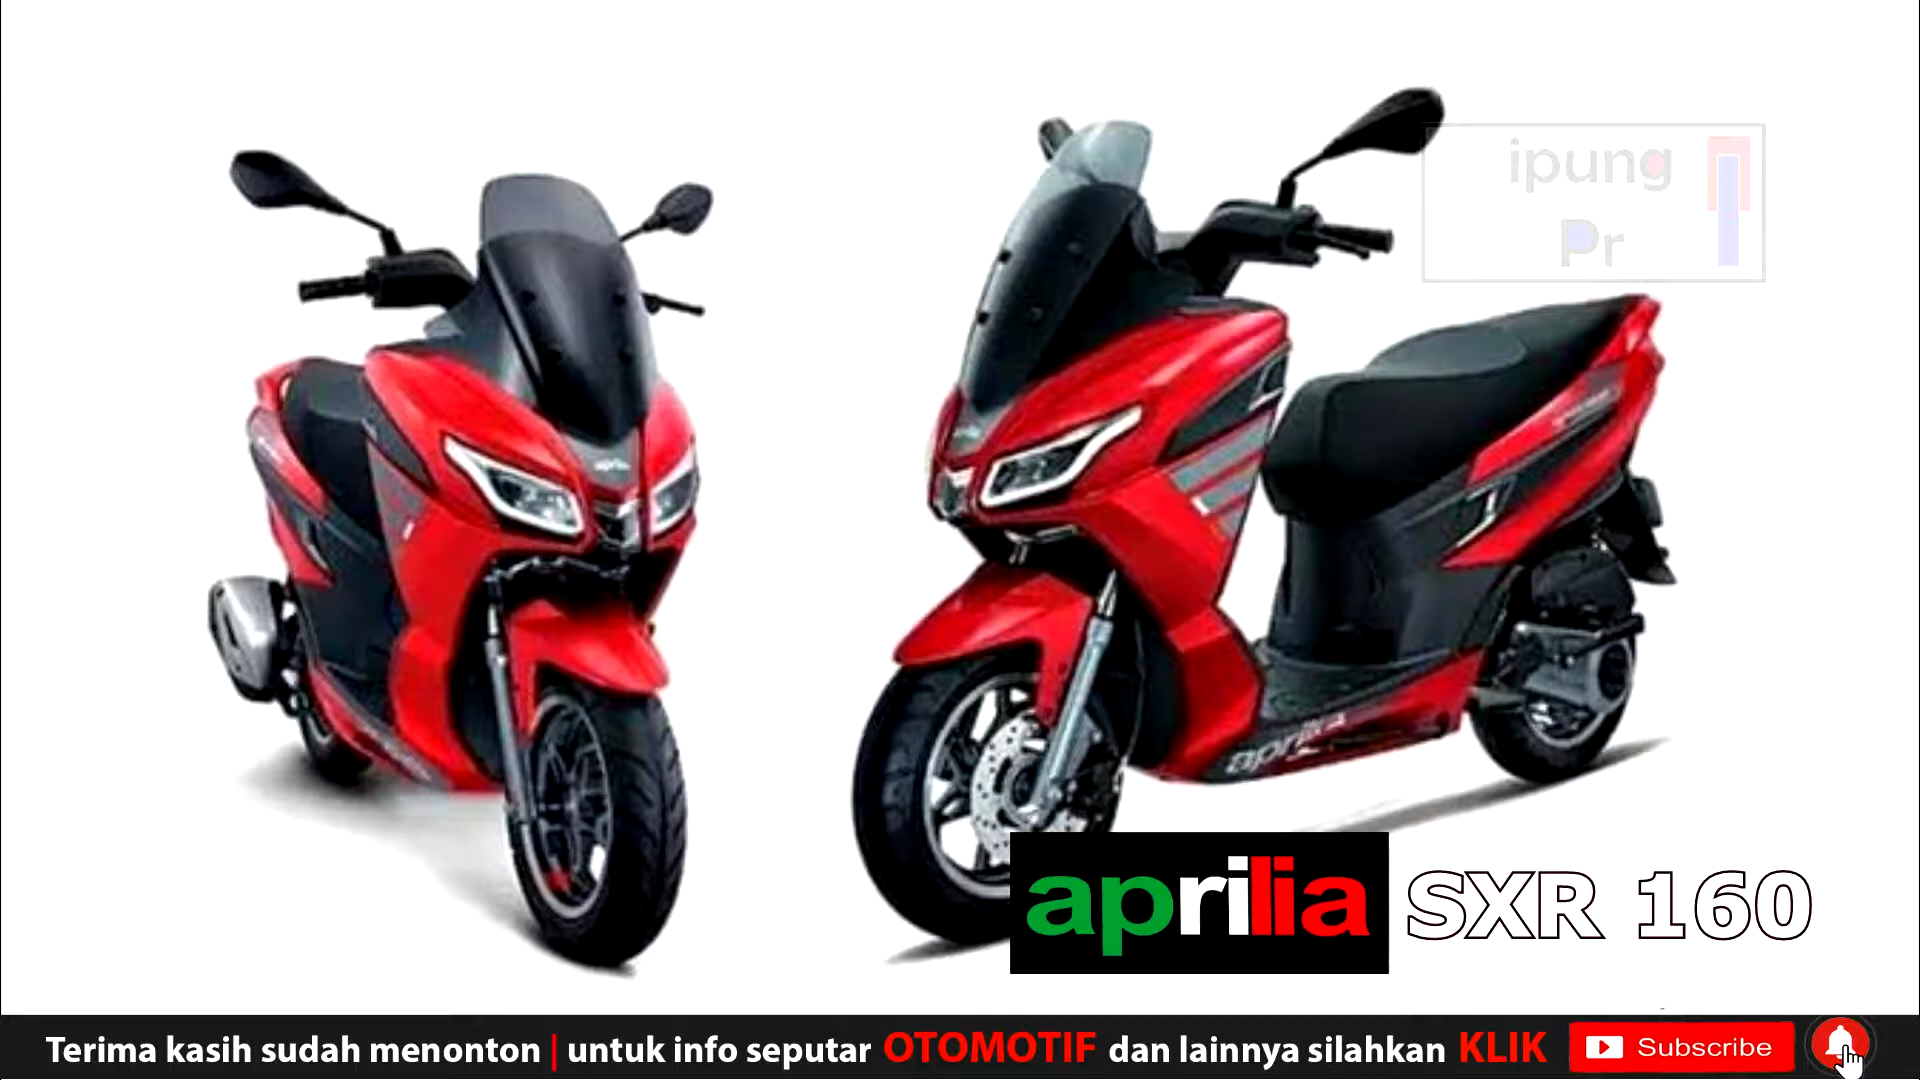 ipung
Pr
aprilia
aprilia SXR 160
Terima kasih sudah menonton | untuk info seputar OTOMOTIF dan lainnya silahkan KLIK Subscribe